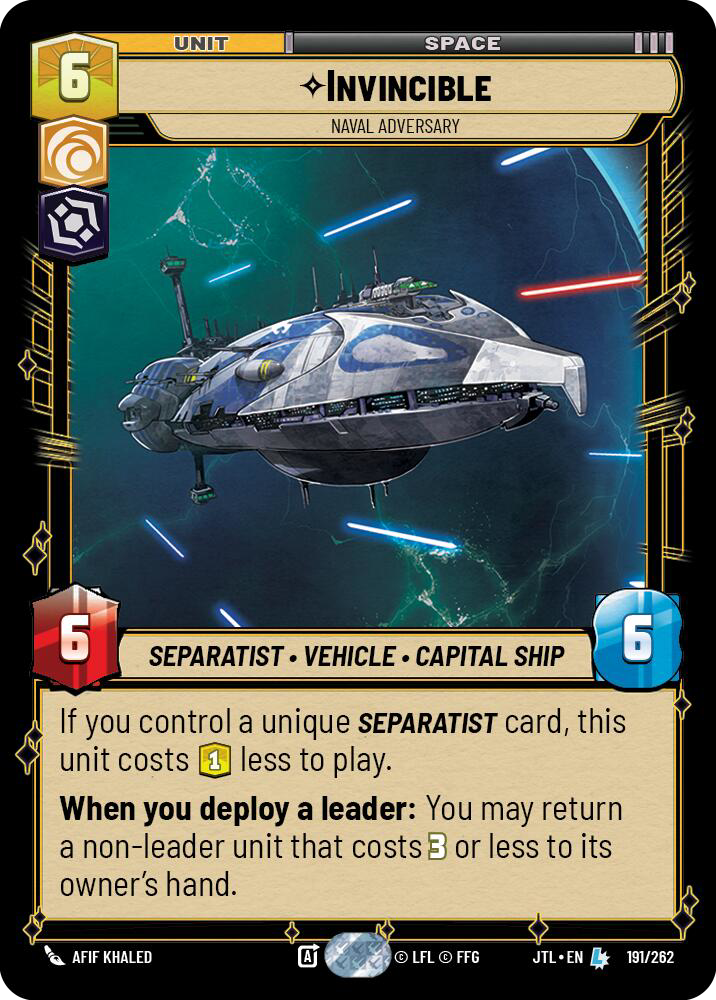 UNIT
SPACE
6
INVINCIBLE
NAVAL ADVERSARY
6
SEPARATIST • VEHICLE • CAPITAL SHIP
6
If you control a unique SEPARATIST card, this
unit costs 1 less to play.
When you deploy a leader: You may return
a non-leader unit that costs 3 or less to its
owner's hand.
AFIF KHALED
A
© LFL © FFG
JTL • EN
L
191/262